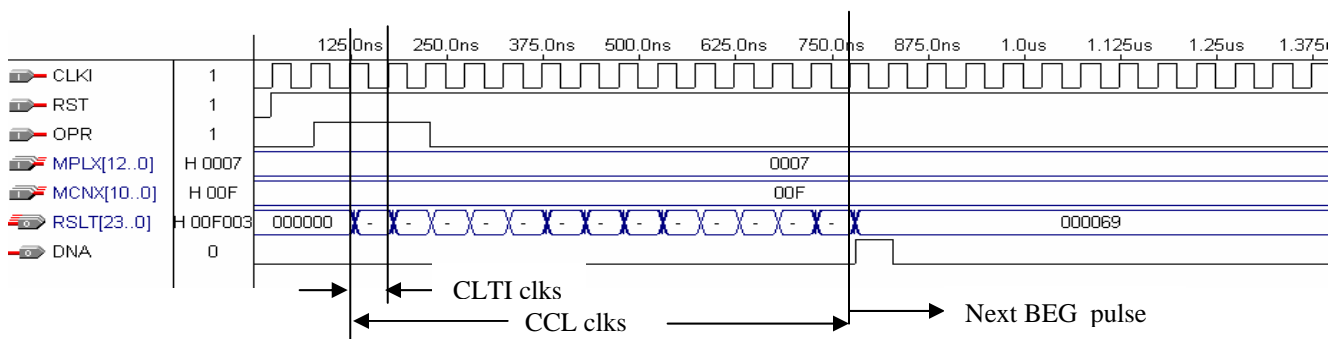 125.0ns 250.0ns 375.0ns 500.0ns 625.0ns 750.0ns 875.0ns 1.0us 1.125us 1.25us 1.375u
CLKI 1
RST 1
OPR 1
MPLX[12..0] H 0007 0007
MCNX[10..0] H 00F 00F
RSLT[23..0] H 00F003 000000 - - - - - - - - - - - - - 000069
DNA 0
CLTI clks
CCL clks
Next BEG pulse